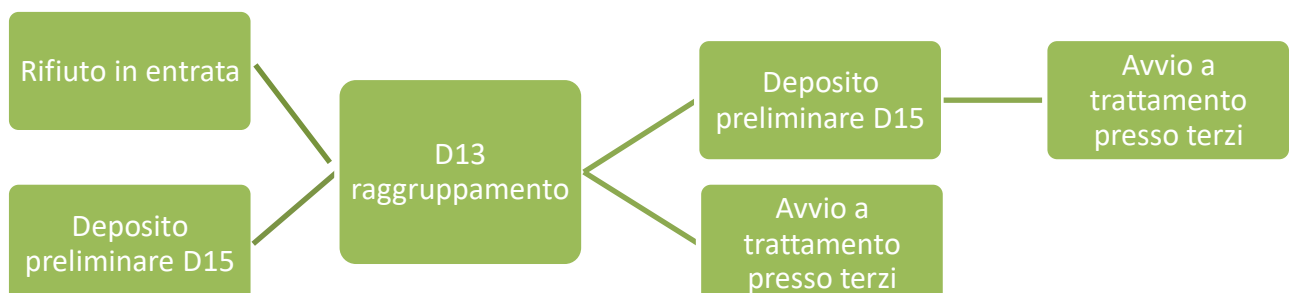 Rifiuto in entrata
Deposito
preliminare D15
D13
raggruppamento
Deposito
preliminare D15
Avvio a
trattamento
presso terzi
Avvio a
trattamento
presso terzi